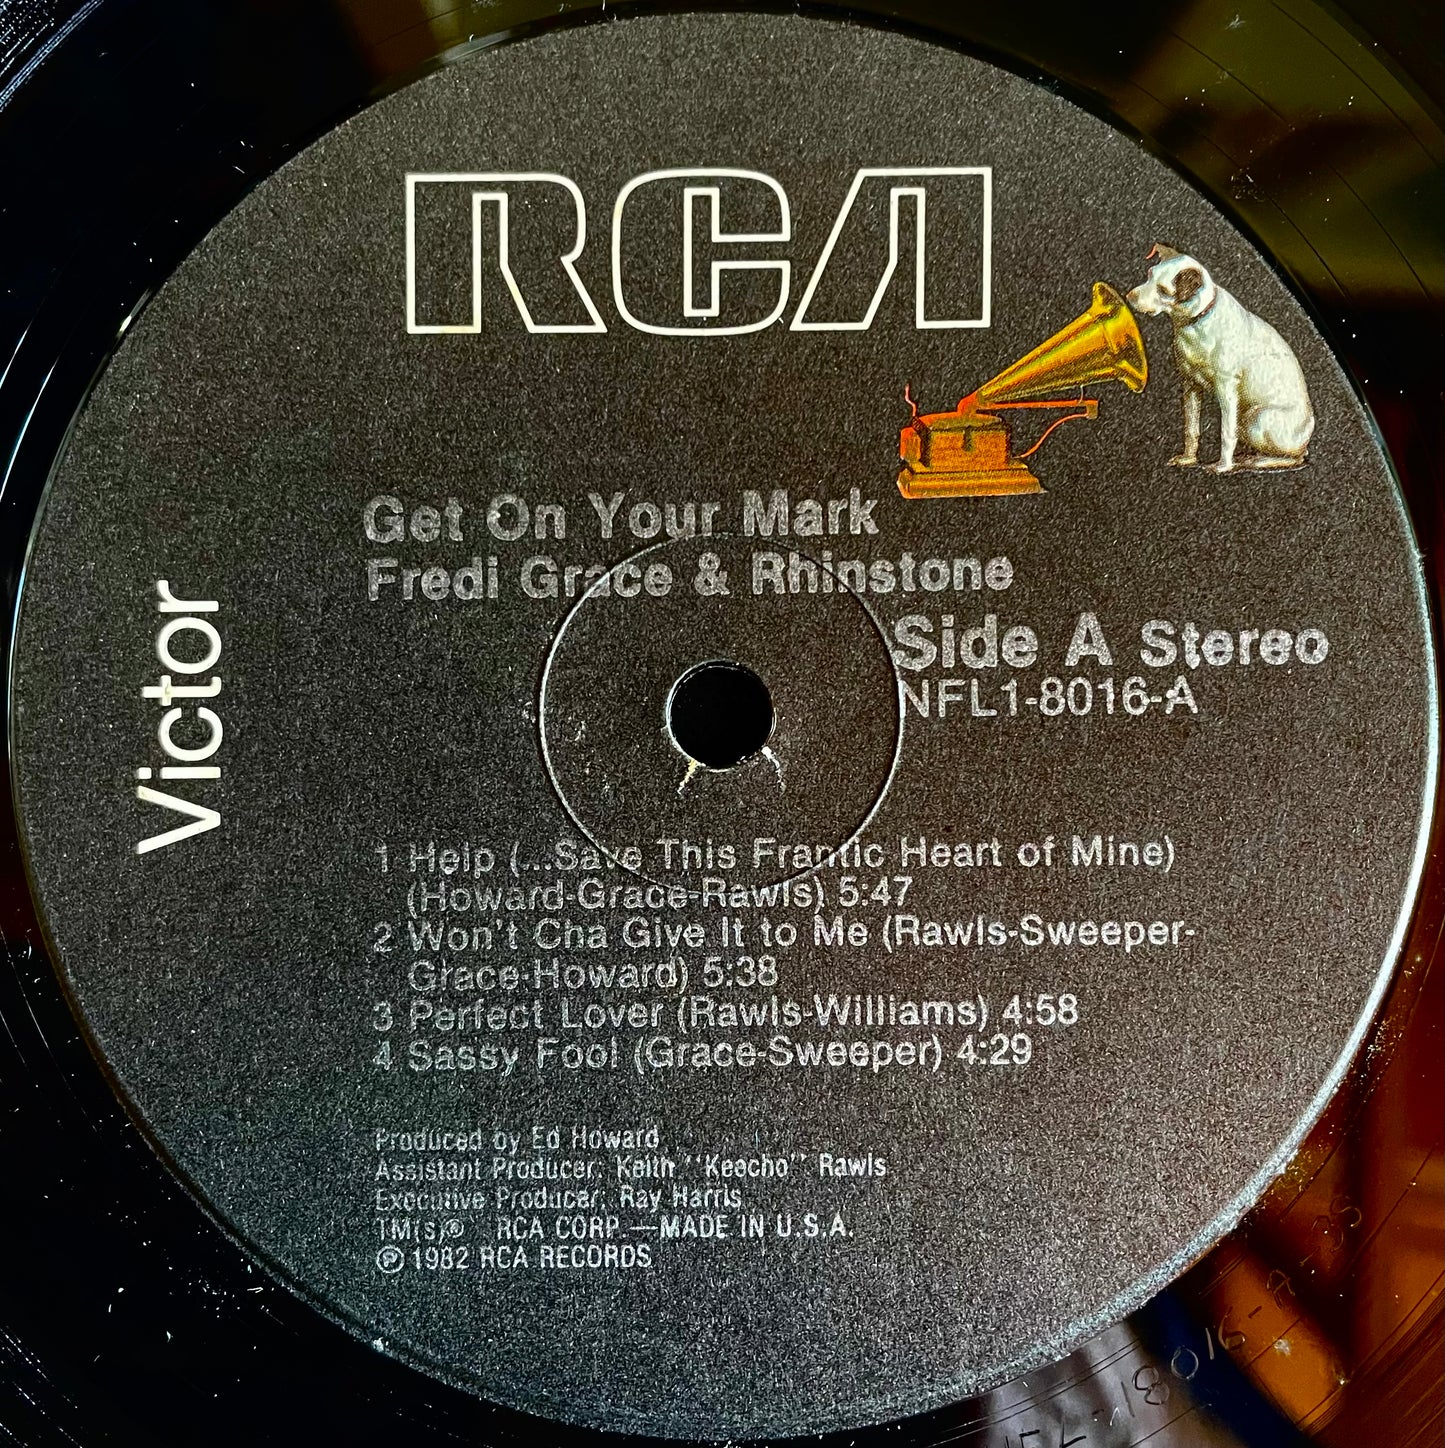 RCA
Victor
Get On Your Mark
Fredi Grace & Rhinstone
Side A Stereo
NFL1-8016-A
1 Help (...Save This Frantic Heart of Mine)
(Howard-Grace-Rawls) 5:47
2 Won't Cha Give It to Me (Rawls-Sweeper-
Grace-Howard) 5:38
3 Perfect Lover (Rawls-Williams) 4:58
4 Sassy Fool (Grace-Sweeper) 4:29
Produced by Ed Howard
Assistant Producer: Keith "Keecho" Rawls
Executive Producer: Ray Harris
TM(s)® RCA CORP.—MADE IN U.S.A.
℗ 1982 RCA RECORDS